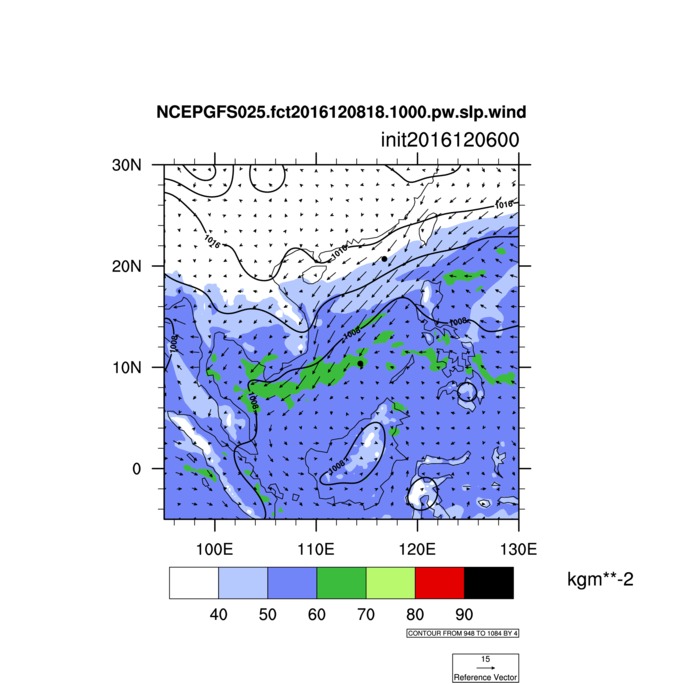 NCEPGFS025.fct2016120818.1000.pw.slp.wind
init2016120600
30N
1016
1016
1016
20N
1008
1008
1008
10N
1008
1008
0
100E 110E 120E 130E
kgm**-2
40 50 60 70 80 90
CONTOUR FROM 948 TO 1084 BY 4
15
Reference Vector